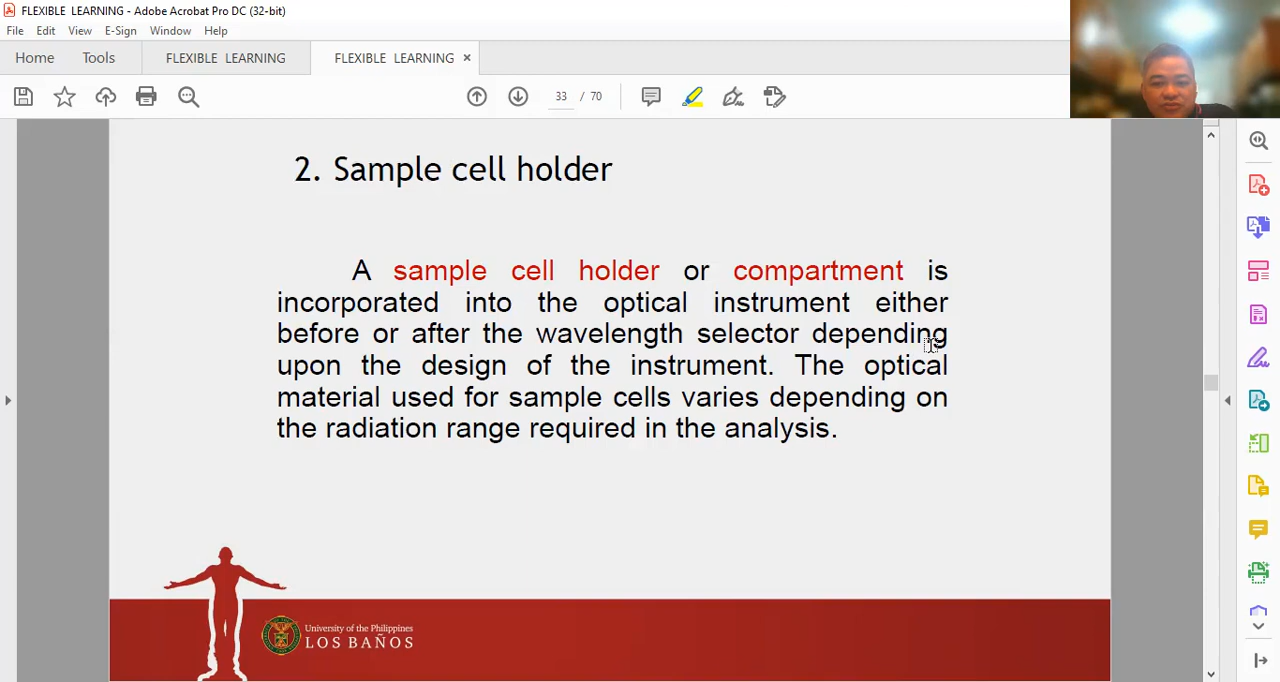 FLEXIBLE LEARNING - Adobe Acrobat Pro DC (32-bit)
File Edit View E-Sign Window Help
Home Tools FLEXIBLE LEARNING FLEXIBLE LEARNING ×
33 / 70
2. Sample cell holder
A sample cell holder or compartment is
incorporated into the optical instrument either
before or after the wavelength selector depending
upon the design of the instrument. The optical
material used for sample cells varies depending on
the radiation range required in the analysis.
University of the Philippines
LOS BAÑOS